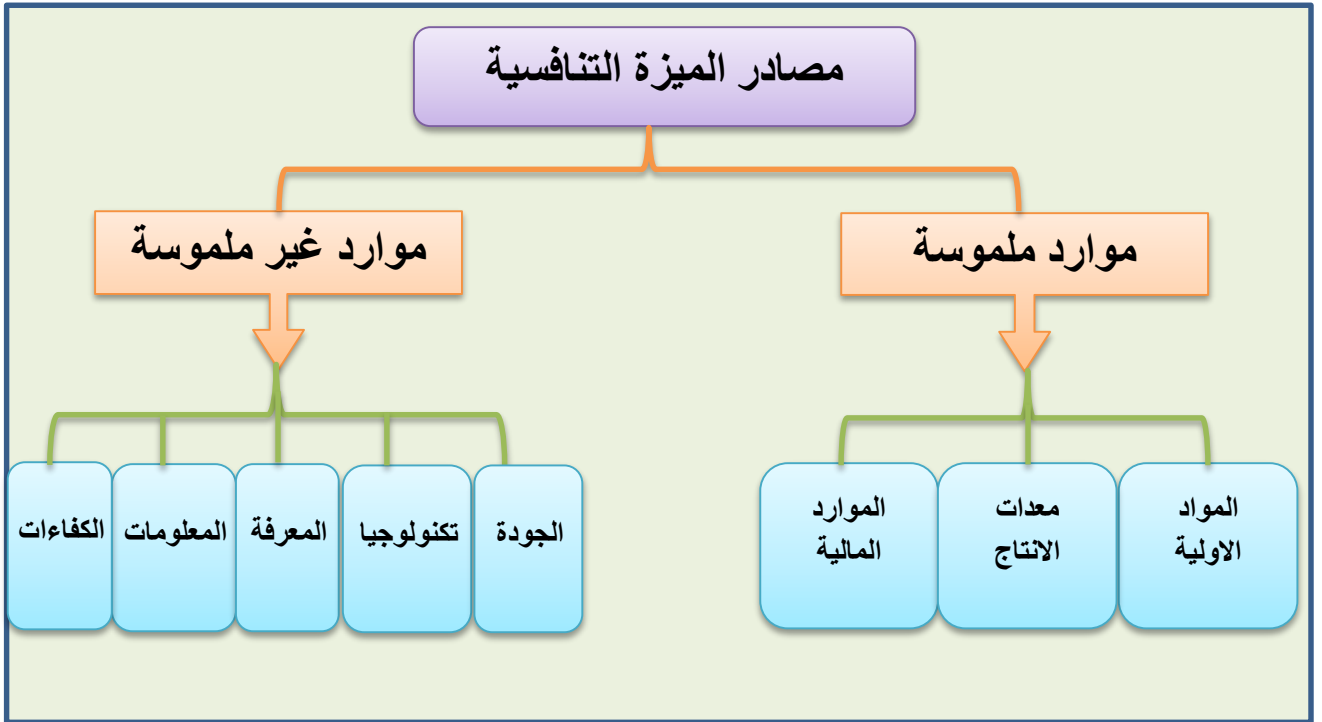 مصادر الميزة التنافسية
موارد ملموسة
موارد غير ملموسة
المواد
الاولية
معدات
الانتاج
الموارد
المالية
الجودة
تكنولوجيا
المعرفة
المعلومات
الكفاءات